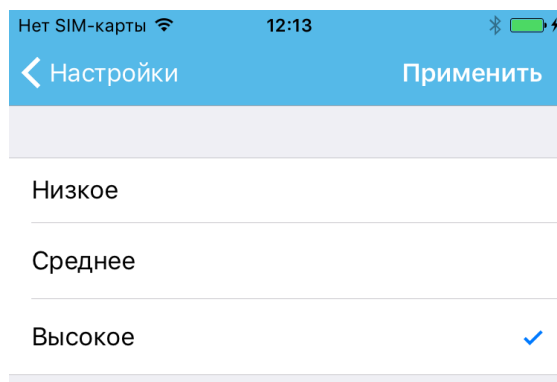 Нет SIM-карты 12:13
Настройки Применить
Низкое
Среднее
Высокое